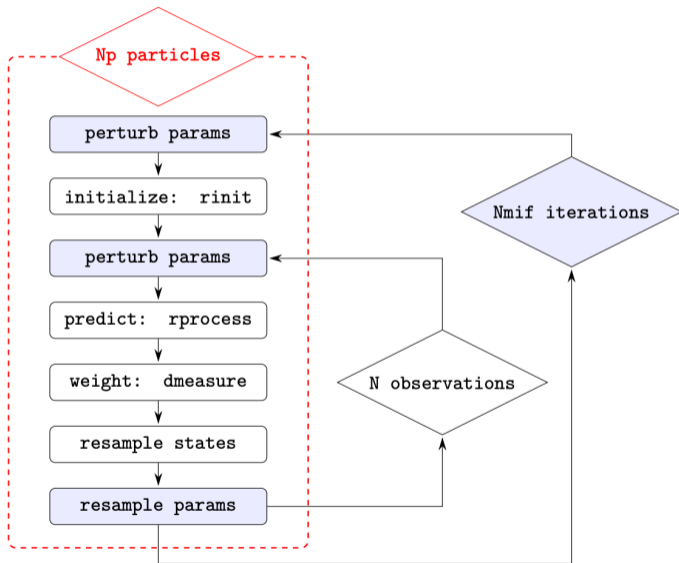 Np particles
perturb params
initialize: rinit
perturb params
predict: rprocess
weight: dmeasure
resample states
resample params
N observations
Nmif iterations